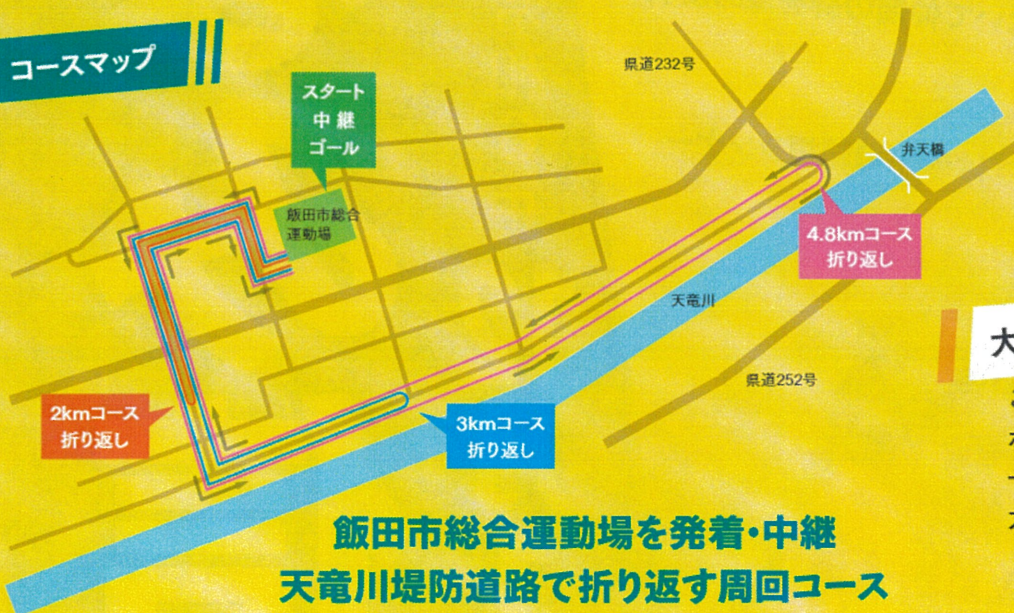 コースマップ
スタート
中継
ゴール
飯田市総合
運動場
県道232号
弁天橋
4.8kmコース
折り返し
天竜川
県道252号
2kmコース
折り返し
3kmコース
折り返し
大
飯田市総合運動場を発着・中継
天竜川堤防道路で折り返す周回コース